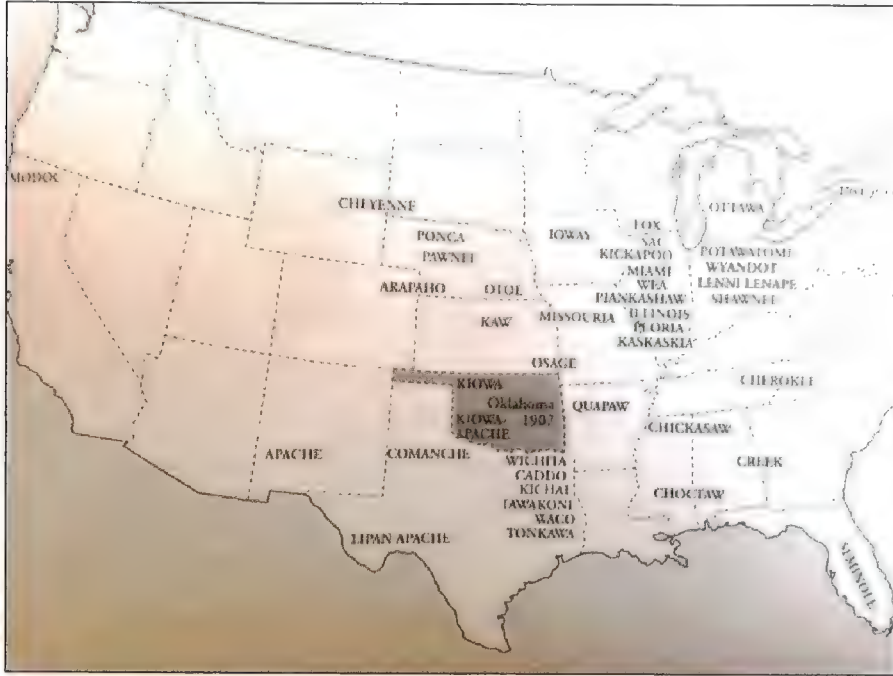 MODOC
CHEYENNE
PONCA
PAWNEE
ARAPAHO
OTOE
KAW
IOWAY
FOX
SAC
KICKAPOO
MIAMI
WEA
PIANKASHAW
MISSOURIA
ILLINOIS
PEORIA
KASKASKIA
OTTAWA
POTAWATOMI
WYANDOT
LENNI LENAPE
SHAWNEE
OSAGE
KIOWA
Oklahoma
1907
KIOWA-
APACHE
QUAPAW
CHEROKEE
CHICKASAW
CREEK
CHOCTAW
SEMINOLE
APACHE
COMANCHE
WICHITA
CADDO
KICHAI
TAWAKONI
WACO
TONKAWA
LIPAN APACHE